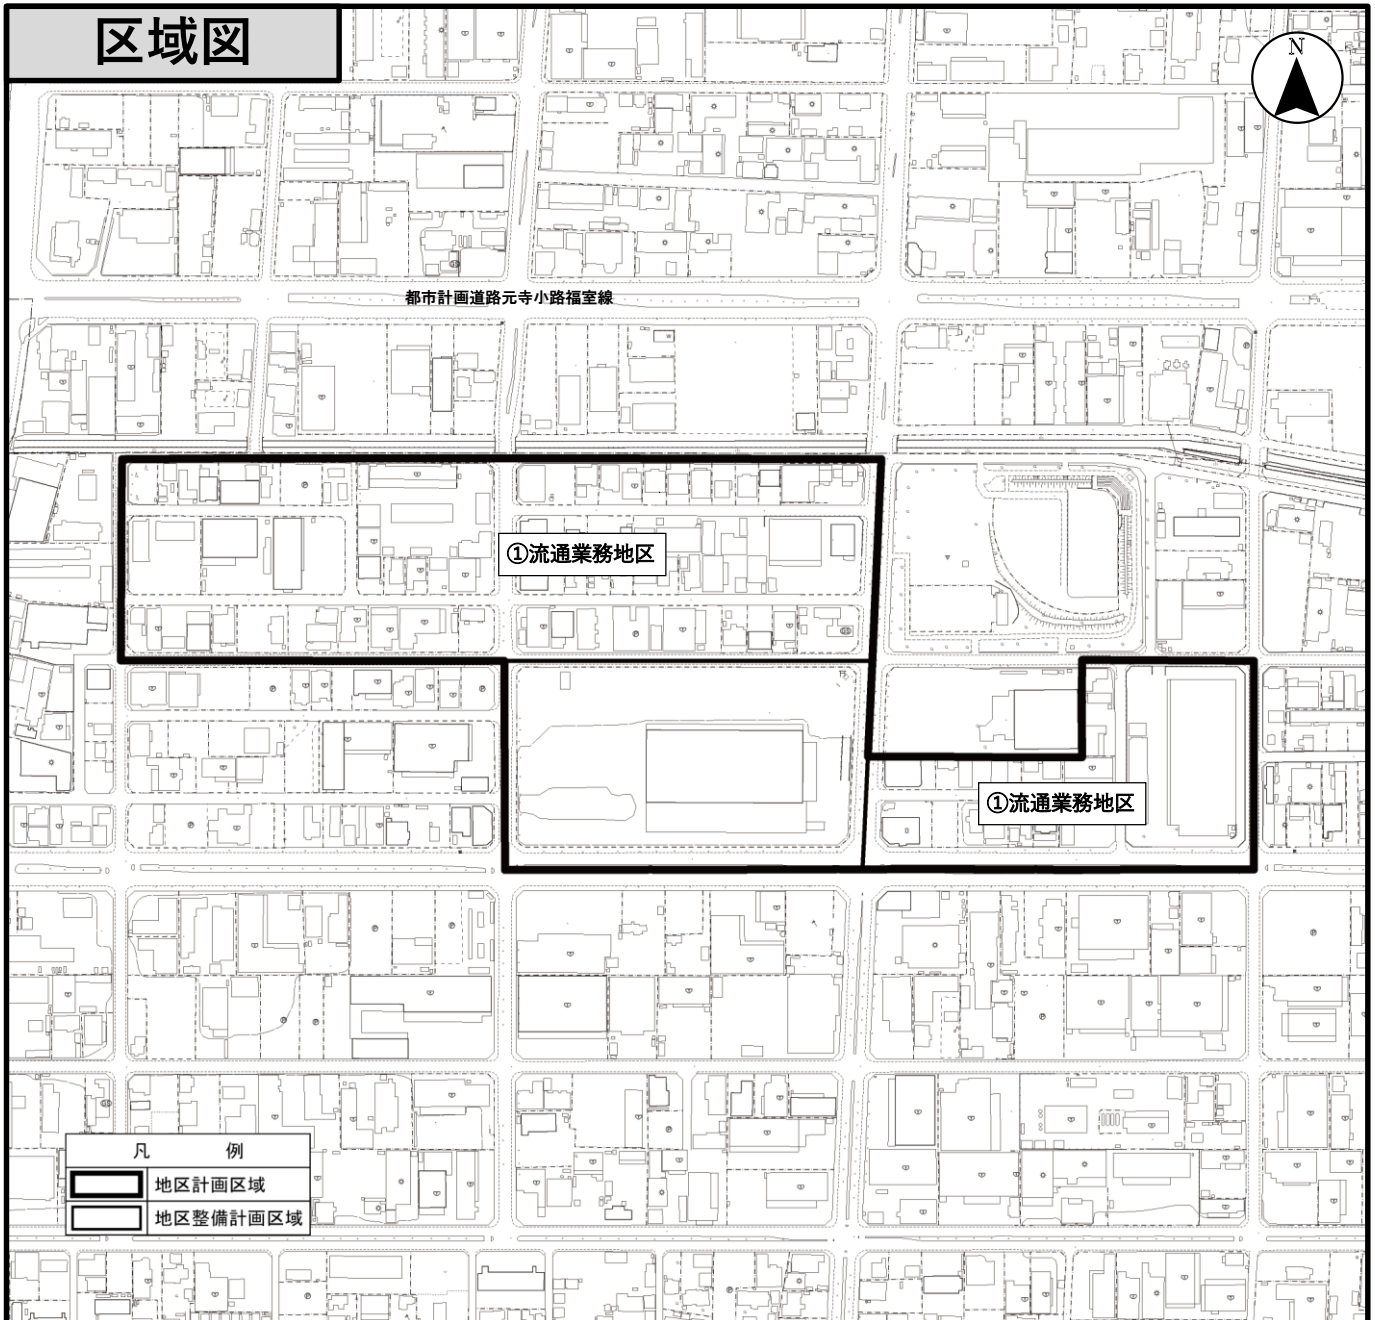 区域図
N
都市計画道路元寺小路福室線
①流通業務地区
①流通業務地区
凡 例
地区計画区域
地区整備計画区域